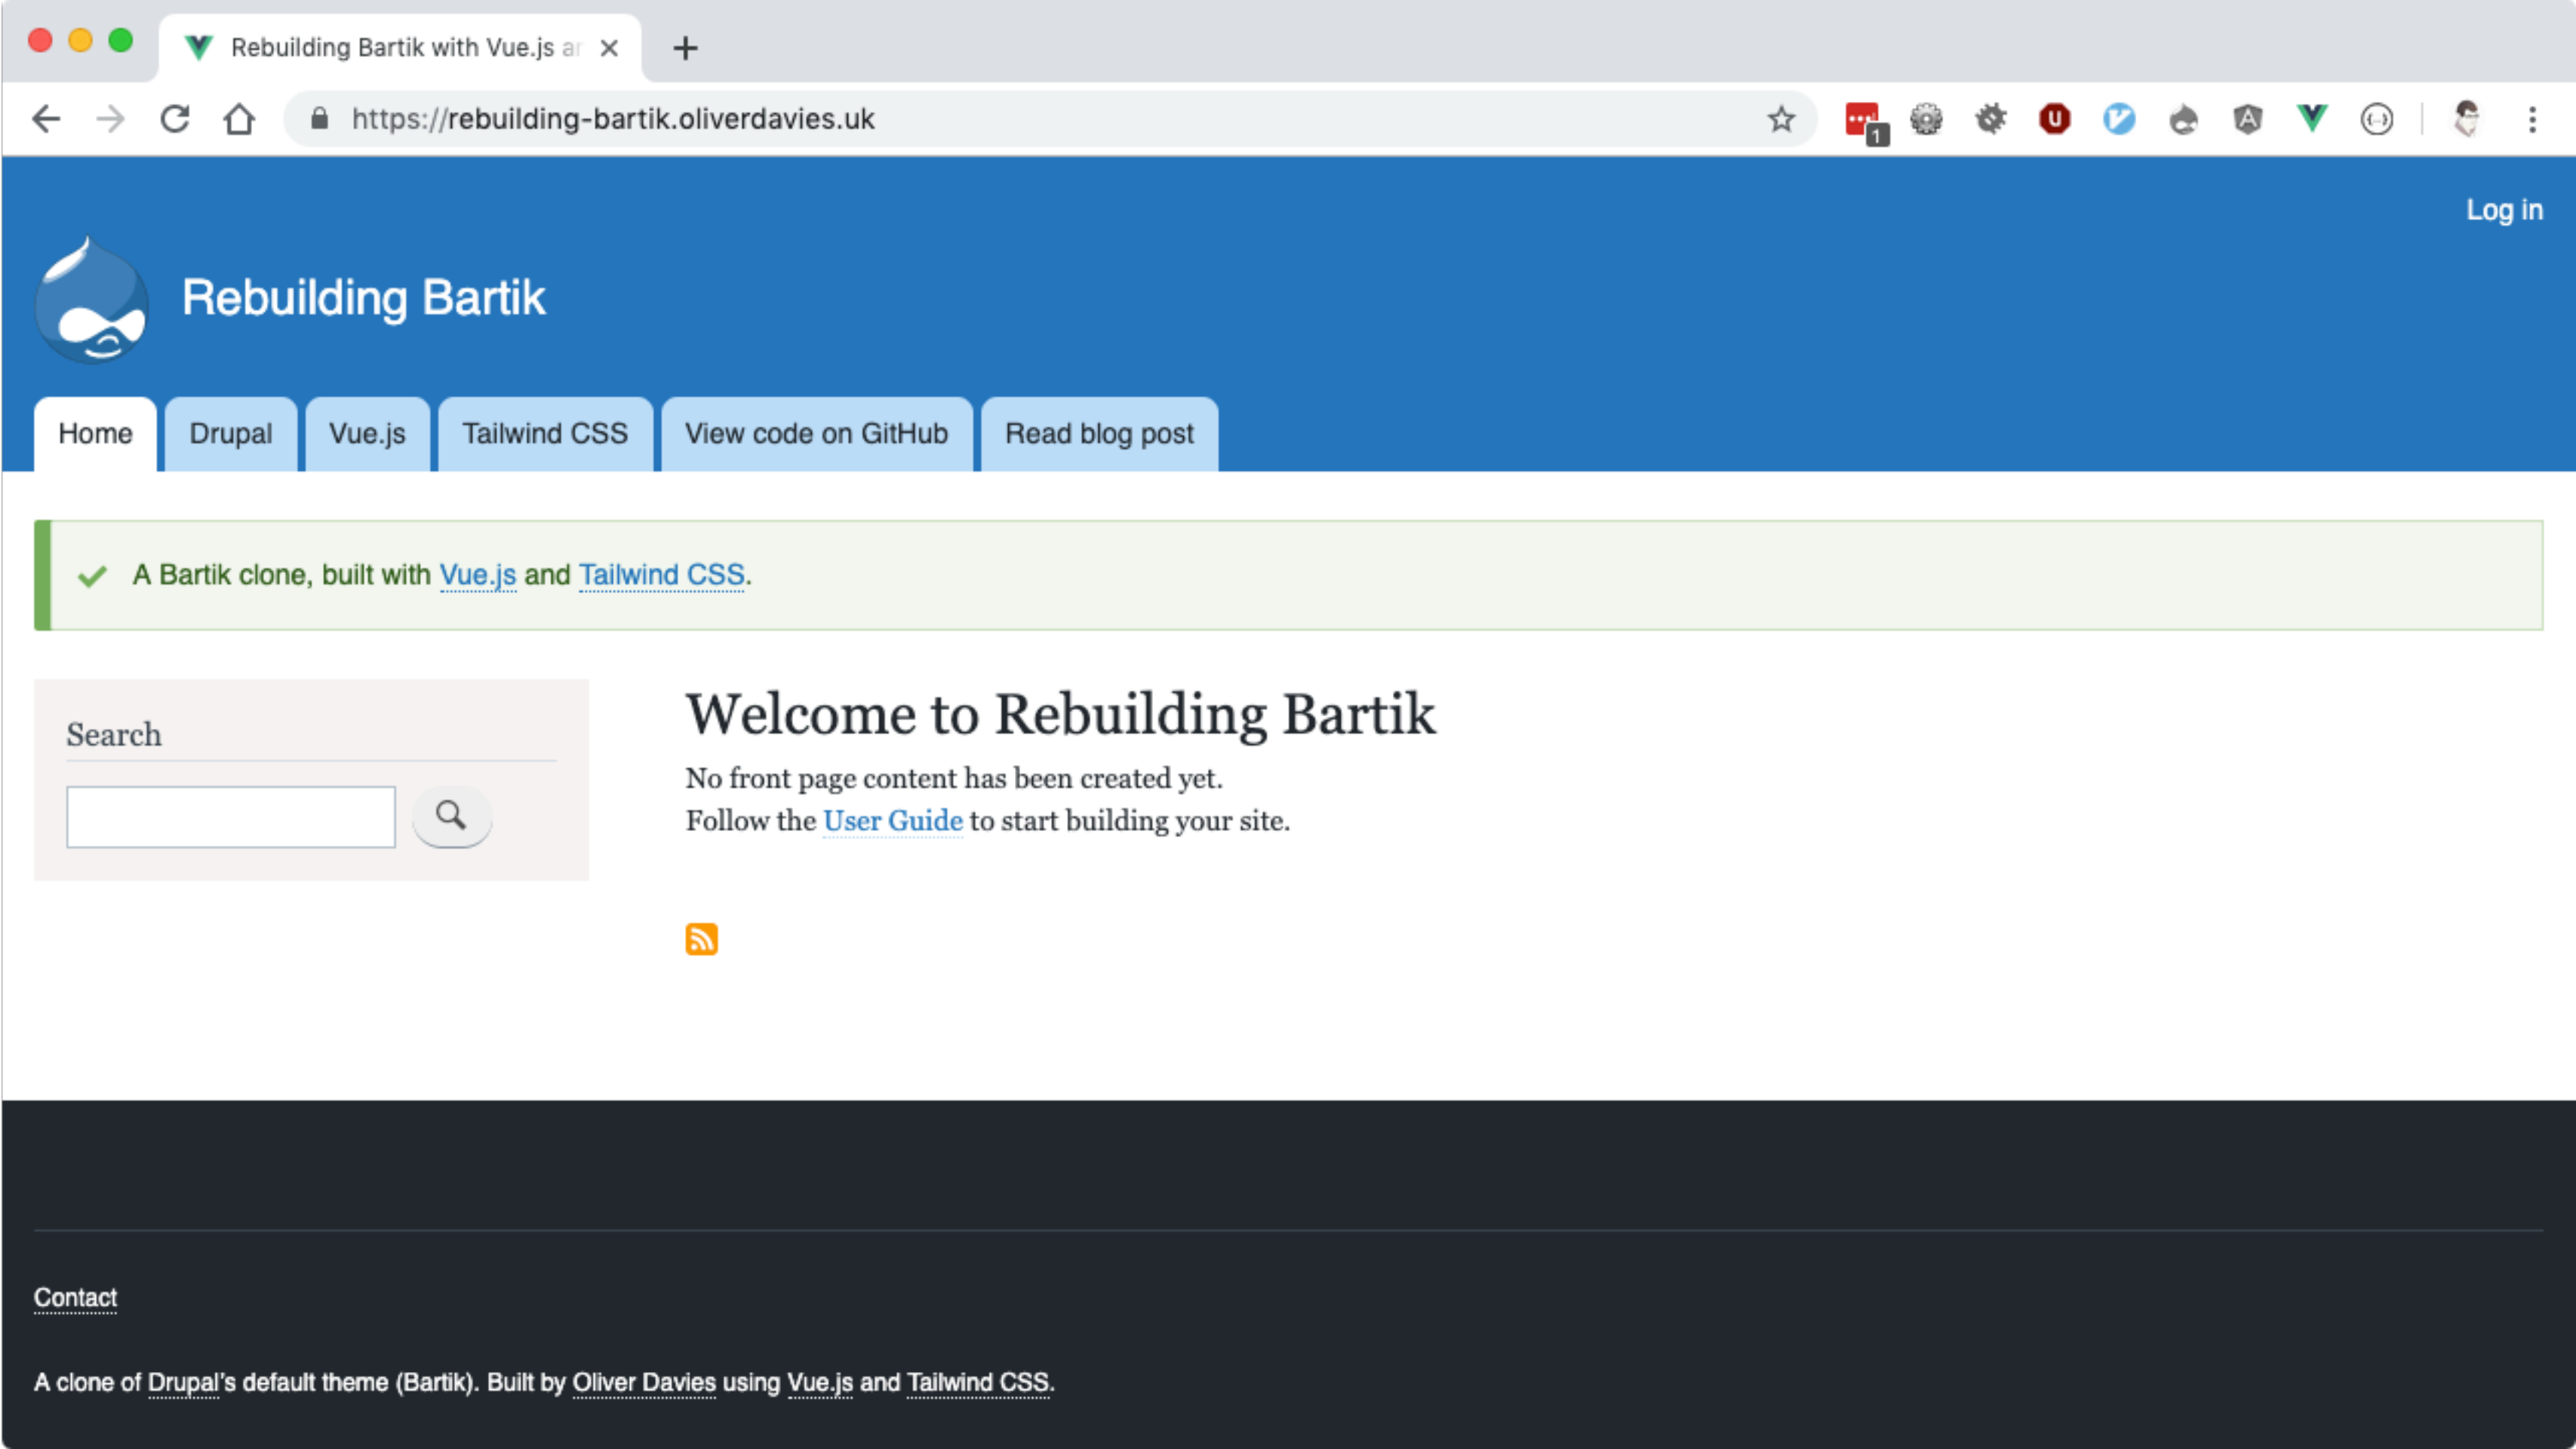 Rebuilding Bartik with Vue.js ar
https://rebuilding-bartik.oliverdavies.uk
1
Log in
Rebuilding Bartik
Home Drupal Vue.js Tailwind CSS View code on GitHub Read blog post
A Bartik clone, built with Vue.js and Tailwind CSS.
Search
Welcome to Rebuilding Bartik
No front page content has been created yet.
Follow the User Guide to start building your site.
Contact
A clone of Drupal's default theme (Bartik). Built by Oliver Davies using Vue.js and Tailwind CSS.